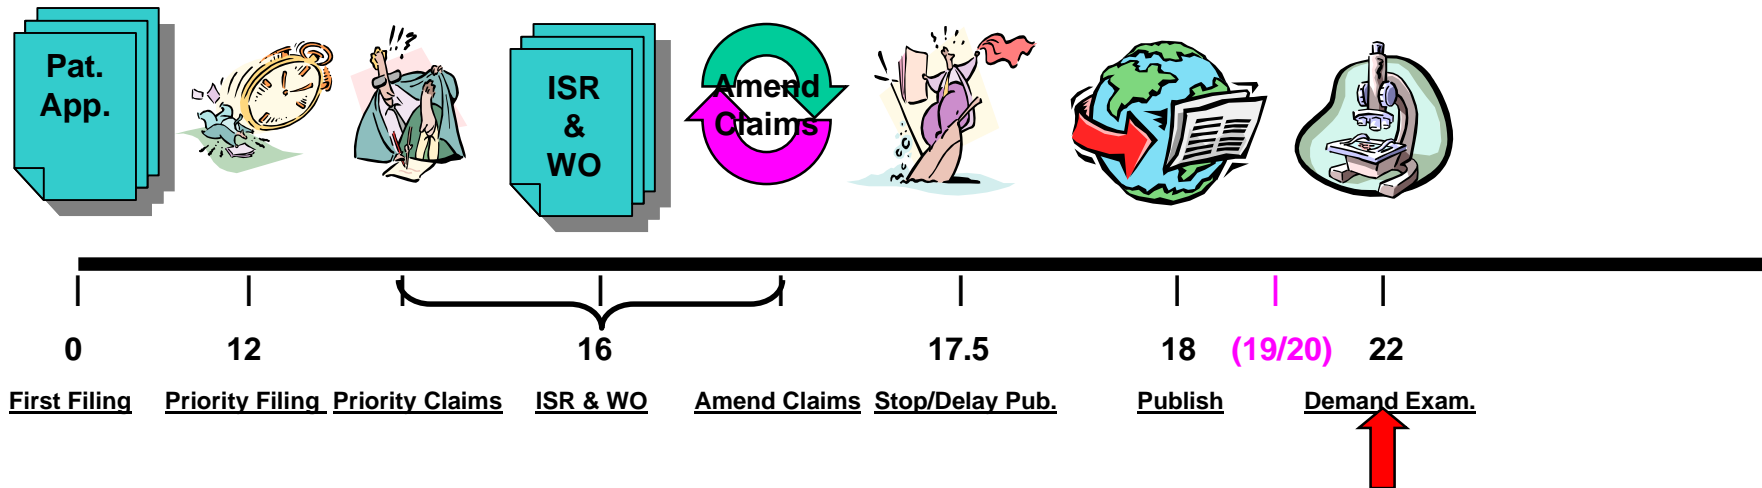 Pat.
App.
!!?
ISR
&
WO
Amend
Claims
0
12
16
17.5
18
(19/20)
22
First Filing
Priority Filing
Priority Claims
ISR & WO
Amend Claims
Stop/Delay Pub.
Publish
Demand Exam.